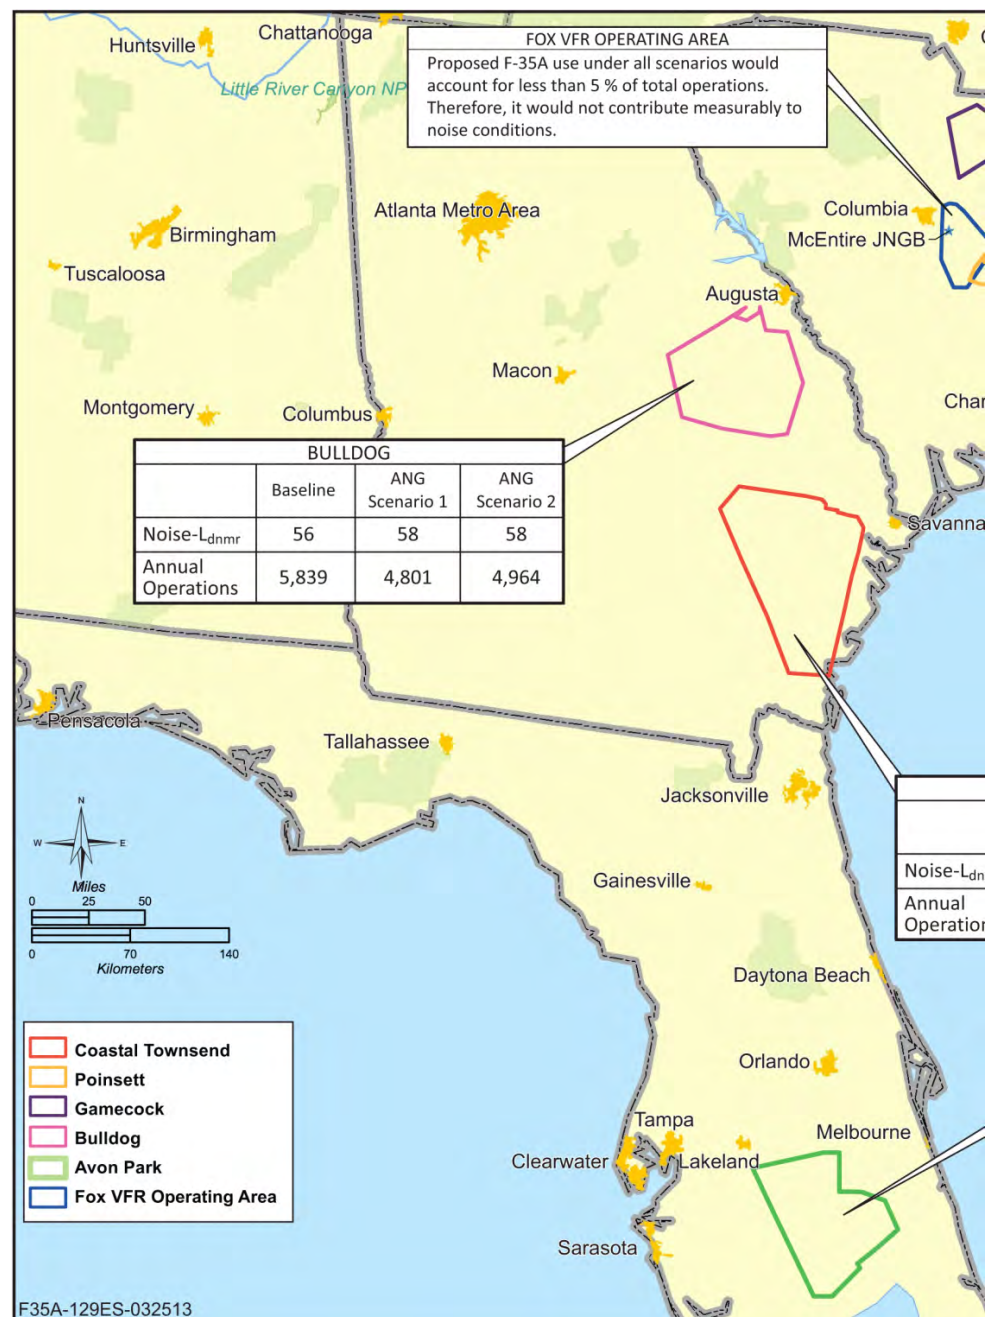 Huntsville
Chattanooga
Little River Canyon NP
FOX VFR OPERATING AREA
Proposed F-35A use under all scenarios would
account for less than 5 % of total operations.
Therefore, it would not contribute measurably to
noise conditions.
Atlanta Metro Area
Birmingham
Tuscaloosa
Columbia
McEntire JNGB
Augusta
Macon
Montgomery
Columbus
Char
BULLDOG
Baseline ANG Scenario 1 ANG Scenario 2
Noise-Ldnmr 56 58 58
Annual Operations 5,839 4,801 4,964
Savanna
Pensacola
Tallahassee
Jacksonville
N
W E
S
Miles
0 25 50
0 70 140
Kilometers
Gainesville
Noise-Ldn
Annual
Operation
Daytona Beach
Orlando
Tampa
Melbourne
Clearwater
Lakeland
Sarasota
Coastal Townsend
Poinsett
Gamecock
Bulldog
Avon Park
Fox VFR Operating Area
F35A-129ES-032513